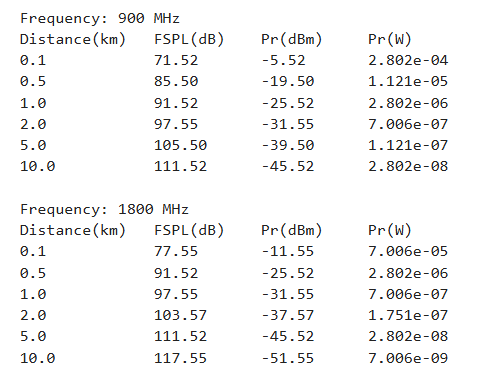 Frequency: 900 MHz
Distance(km) FSPL(dB) Pr(dBm) Pr(W)
0.1 71.52 -5.52 2.802e-04
0.5 85.50 -19.50 1.121e-05
1.0 91.52 -25.52 2.802e-06
2.0 97.55 -31.55 7.006e-07
5.0 105.50 -39.50 1.121e-07
10.0 111.52 -45.52 2.802e-08
Frequency: 1800 MHz
Distance(km) FSPL(dB) Pr(dBm) Pr(W)
0.1 77.55 -11.55 7.006e-05
0.5 91.52 -25.52 2.802e-06
1.0 97.55 -31.55 7.006e-07
2.0 103.57 -37.57 1.751e-07
5.0 111.52 -45.52 2.802e-08
10.0 117.55 -51.55 7.006e-09